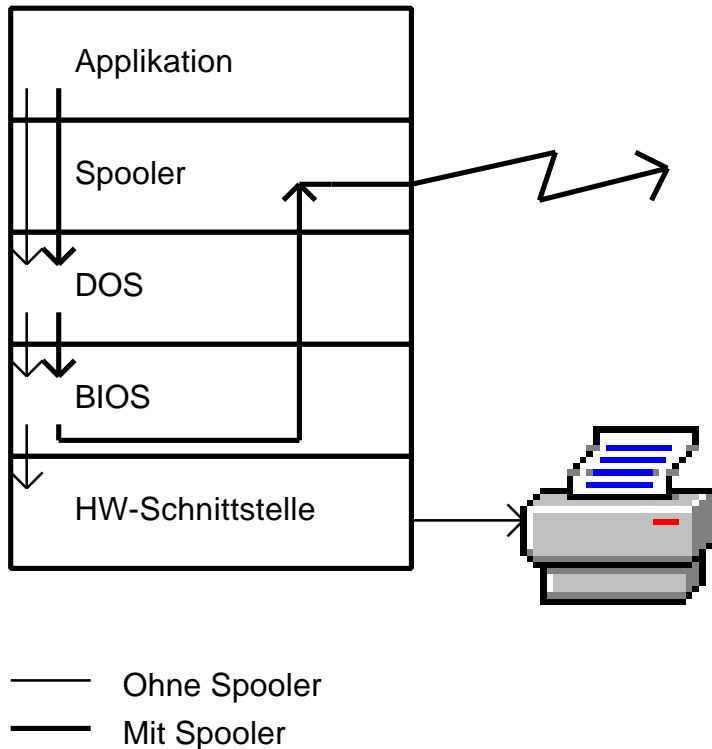 Applikation
Spooler
DOS
BIOS
HW-Schnittstelle
Ohne Spooler
Mit Spooler